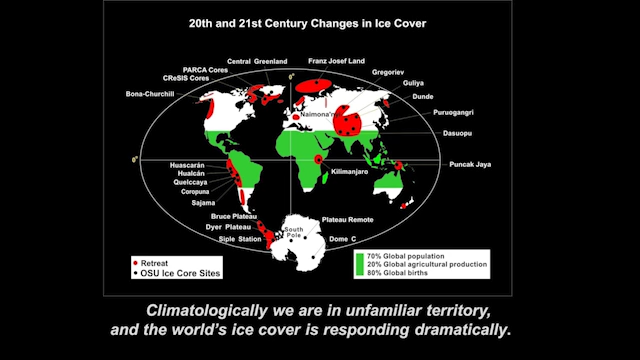 20th and 21st Century Changes in Ice Cover
Central Greenland
Franz Josef Land
PARCA Cores
CReSIS Cores
Bona-Churchill
0°
Gregoriev
Guliya
Dunde
Naimona'nyi
Puruogangri
Dasuopu
0°
0°
Puncak Jaya
Kilimanjaro
Huascarán
Hualcán
Quelccaya
Coropuna
Sajama
Bruce Plateau
Dyer Plateau
Siple Station
South
Pole
Plateau Remote
Dome C
Retreat
OSU Ice Core Sites
70% Global population
20% Global agricultural production
80% Global births
Climatologically we are in unfamiliar territory,
and the world's ice cover is responding dramatically.